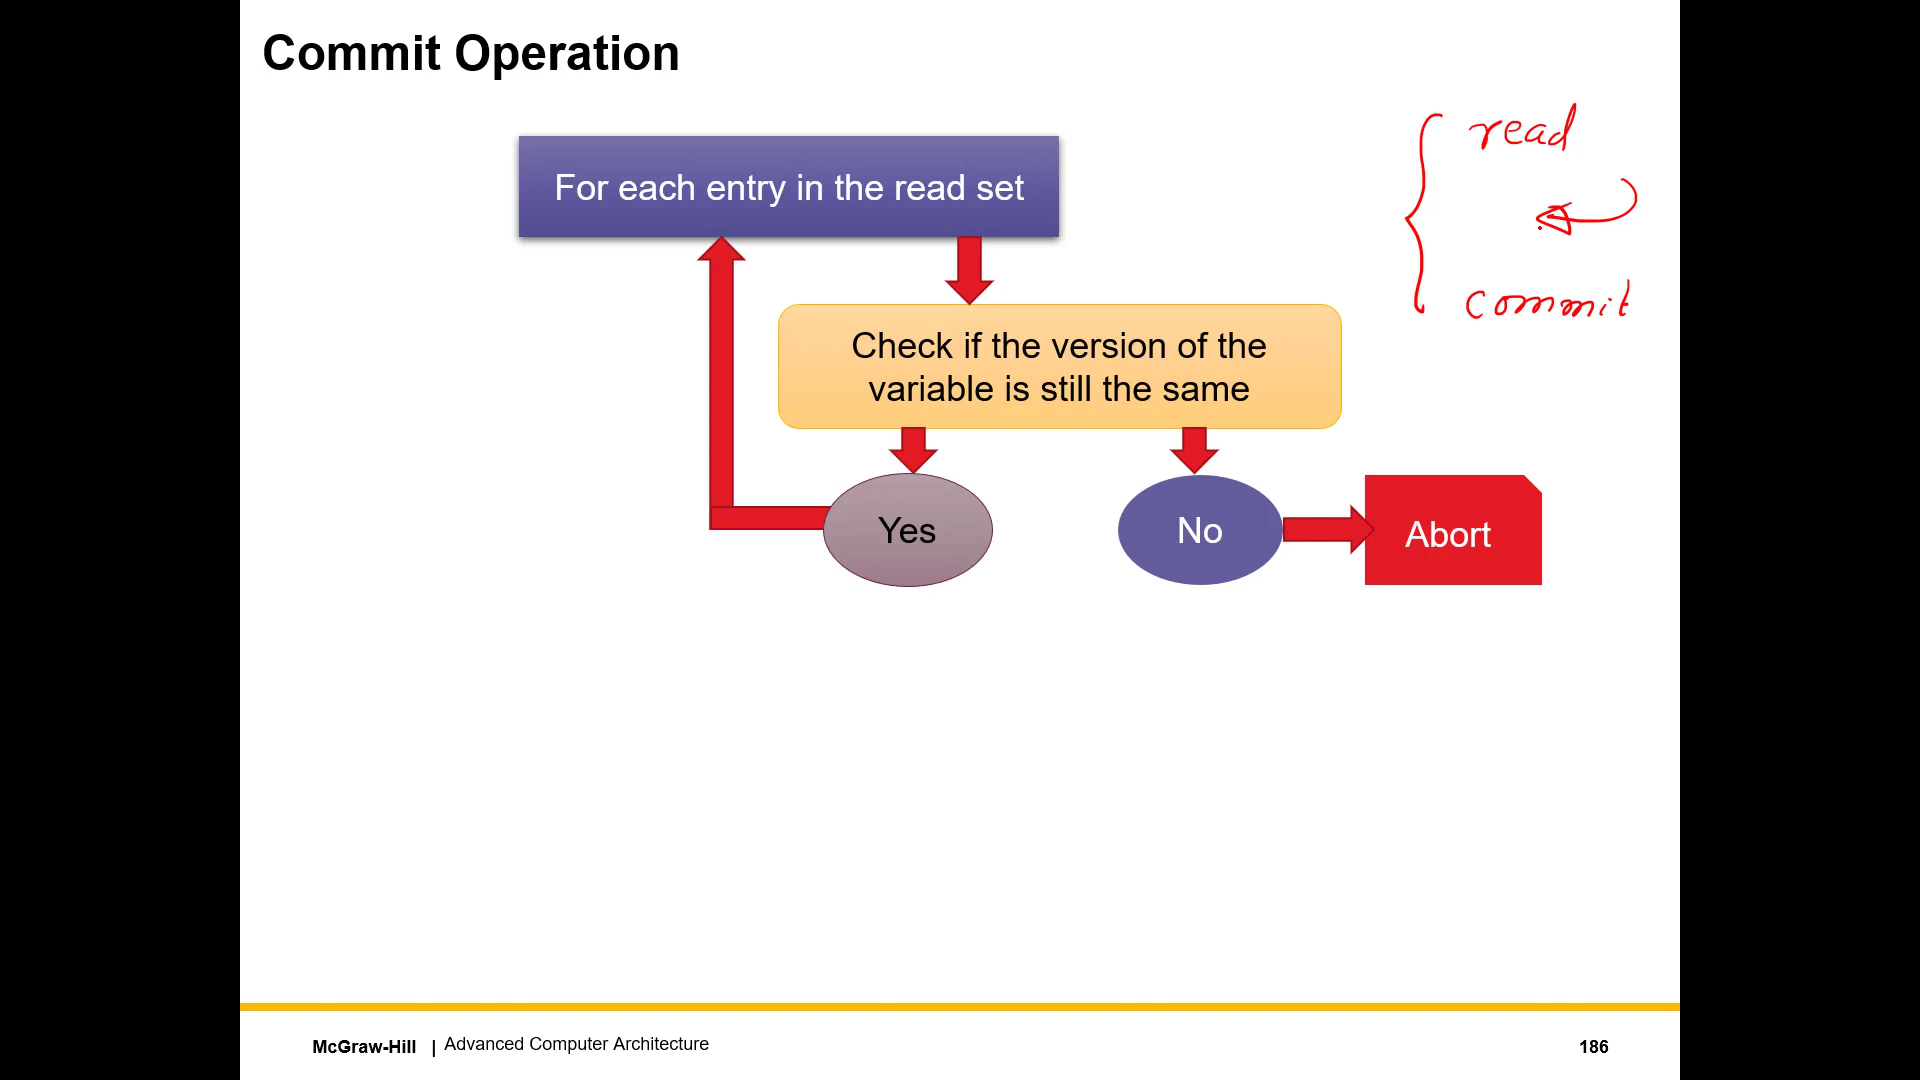 Commit Operation
For each entry in the read set
read
commit
Check if the version of the
variable is still the same
Yes
No
Abort
McGraw-Hill | Advanced Computer Architecture
186